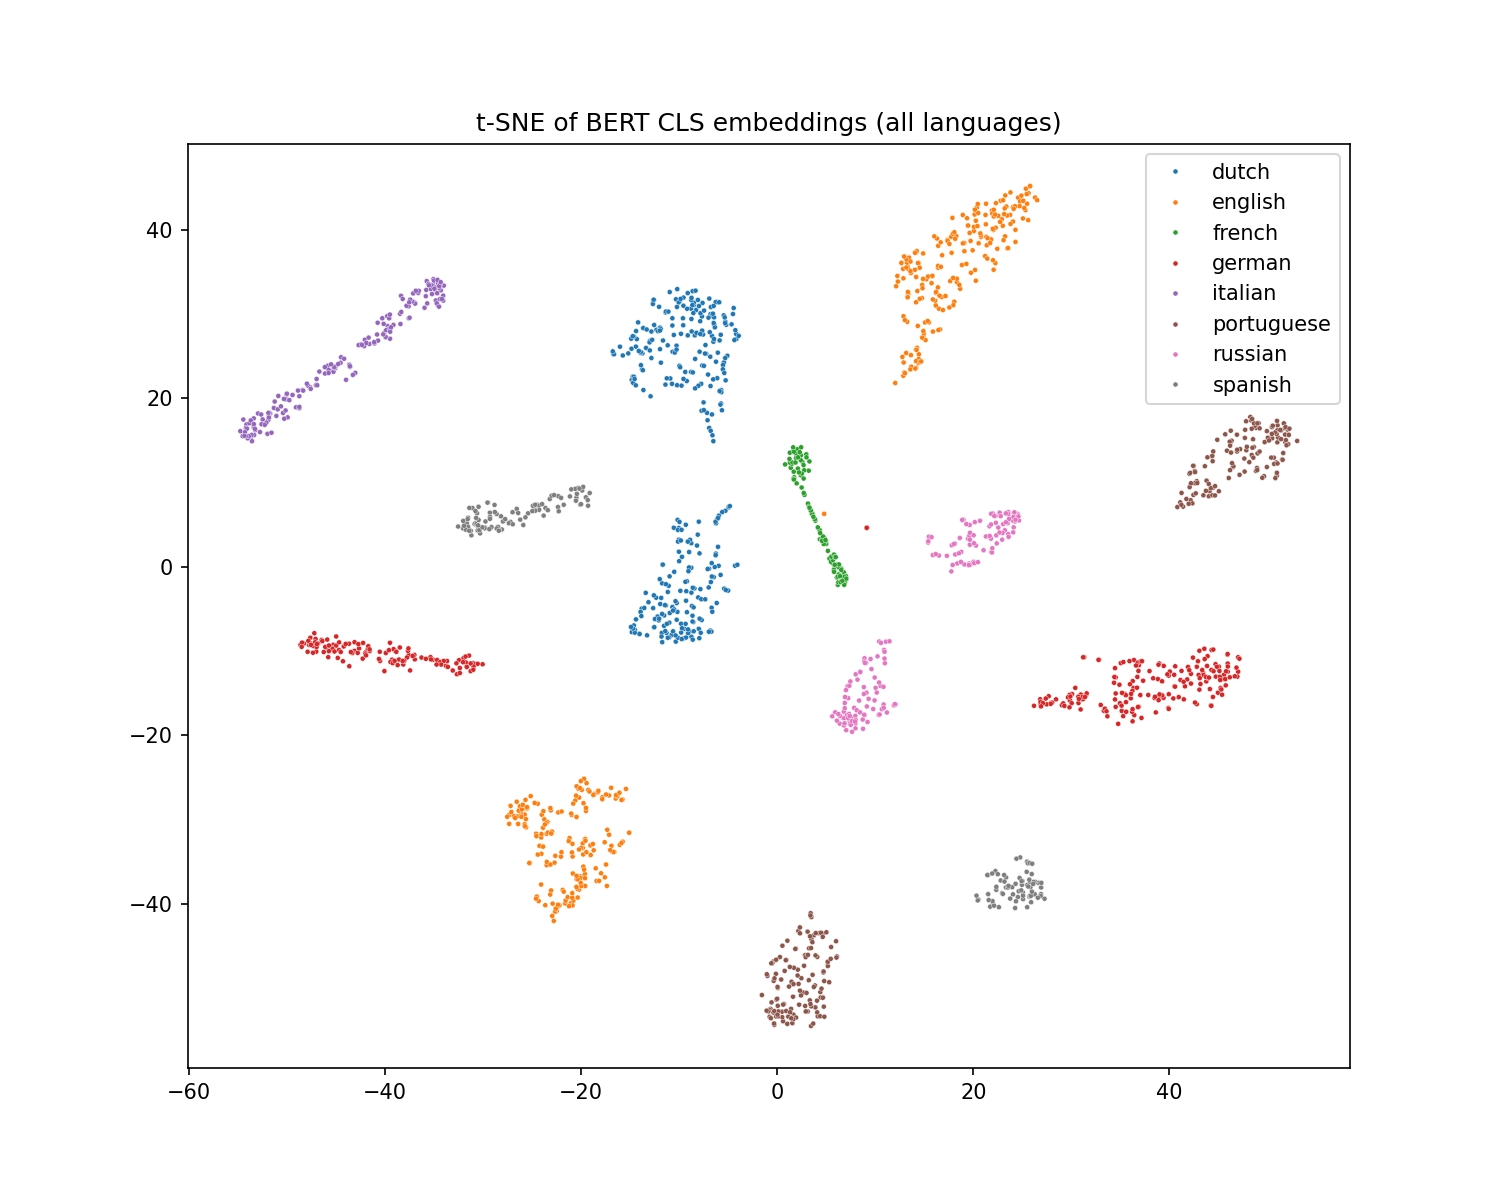 t-SNE of BERT CLS embeddings (all languages)
dutch
english
french
german
italian
portuguese
russian
spanish
40
20
0
−20
−40
−60 −40 −20 0 20 40